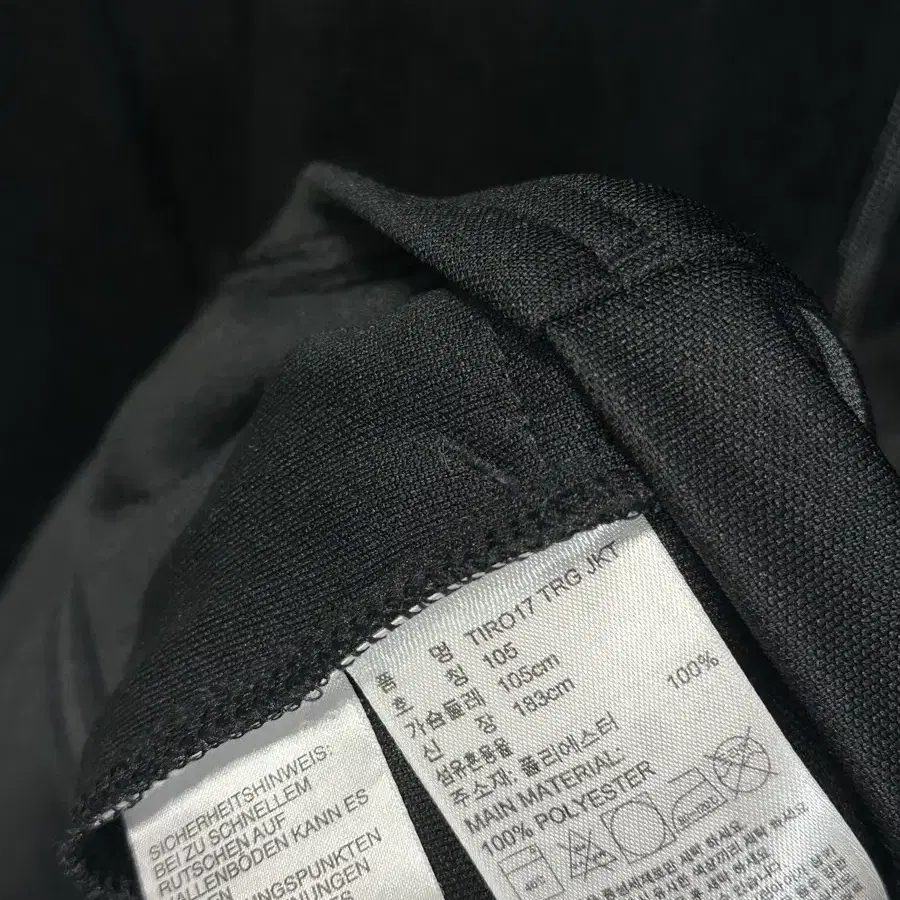 품 명 TIRO17 TRG JKT
호 칭 105
가슴둘레 105cm
신 장 183cm
섬유혼용율
주소재: 폴리에스터 100%
MAIN MATERIAL:
100% POLYESTER
SICHERHEITSHINWEIS:
BEI ZU SCHNELLEM
RUTSCHEN AUF
ALLENBÖDEN KANN ES